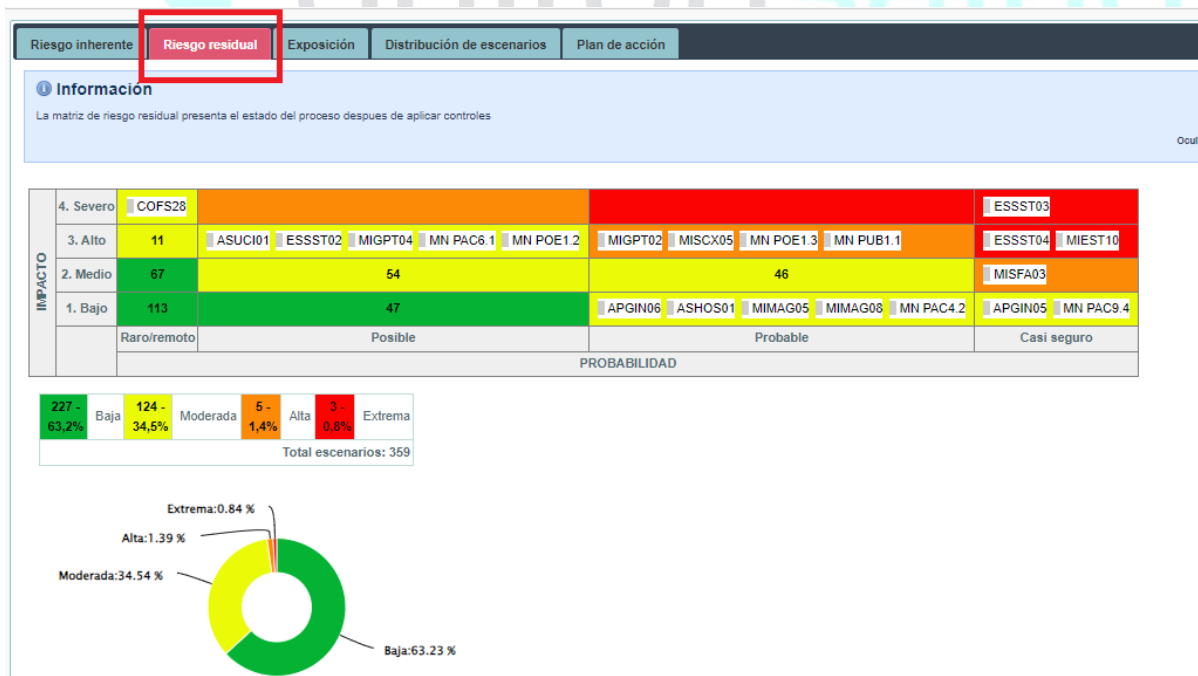 Riesgo inherente Riesgo residual Exposición Distribución de escenarios Plan de acción
Información
La matriz de riesgo residual presenta el estado del proceso despues de aplicar controles
IMPACTO
4. Severo COFS28 ESSST03
3. Alto 11 ASUCI01 ESSST02 MIGPT04 MN PAC6.1 MN POE1.2 MIGPT02 MISCX05 MN POE1.3 MN PUB1.1 ESSST04 MIEST10
2. Medio 67 54 46 MISFA03
1. Bajo 113 47 APGIN06 ASHOS01 MIMAG05 MIMAG08 MN PAC4.2 APGIN05 MN PAC9.4
Raro/remoto Posible Probable Casi seguro
PROBABILIDAD
227 - 63,2% Baja 124 - 34,5% Moderada 5 - 1,4% Alta 3 - 0,8% Extrema
Total escenarios: 359
Extrema:0.84 %
Alta:1.39 %
Moderada:34.54 %
Baja:63.23 %